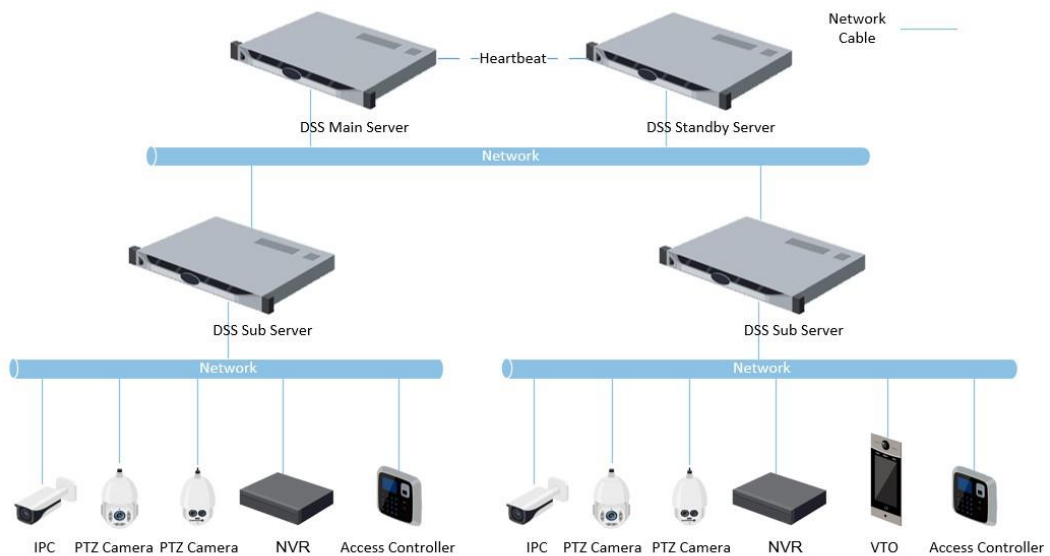 Network
Cable
Heartbeat
DSS Main Server
DSS Standby Server
Network
DSS Sub Server
DSS Sub Server
Network
Network
IPC
PTZ Camera
PTZ Camera
NVR
Access Controller
IPC
PTZ Camera
PTZ Camera
NVR
VTO
Access Controller